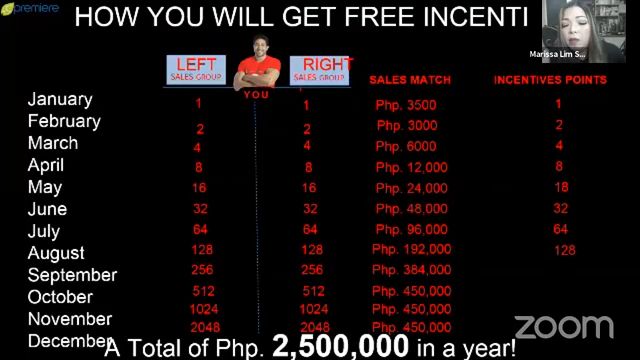 premiere
HOW YOU WILL GET FREE INCENTI
Marissa Lim S...
LEFT SALES GROUP
RIGHT SALES GROUP
YOU
SALES MATCH
INCENTIVES POINTS
January 1 1 Php. 3500 1
February 2 2 Php. 3000 2
March 4 4 Php. 6000 4
April 8 8 Php. 12,000 8
May 16 16 Php. 24,000 18
June 32 32 Php. 48,000 32
July 64 64 Php. 96,000 64
August 128 128 Php. 192,000 128
September 256 256 Php. 384,000
October 512 512 Php. 450,000
November 1024 1024 Php. 450,000
December 2048 2048 Php. 450,000
A Total of Php. 2,500,000 in a year!
zoom